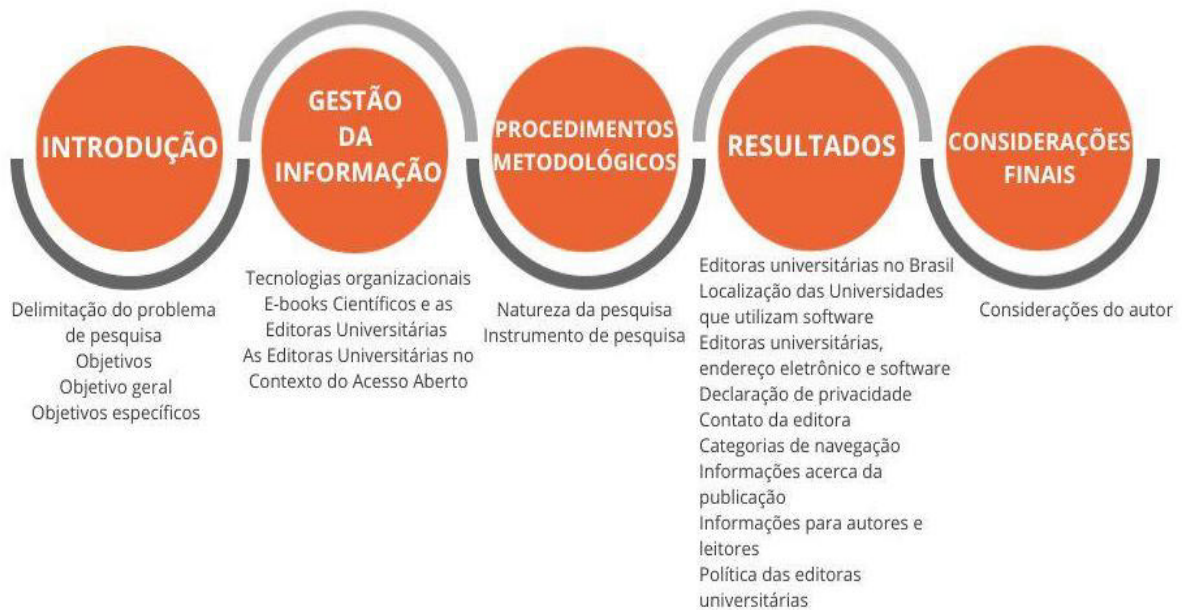 INTRODUÇÃO
Delimitação do problema
de pesquisa
Objetivos
Objetivo geral
Objetivos específicos
GESTÃO
DA
INFORMAÇÃO
Tecnologias organizacionais
E-books Científicos e as
Editoras Universitárias
As Editoras Universitárias no
Contexto do Acesso Aberto
PROCEDIMENTOS
METODOLÓGICOS
Natureza da pesquisa
Instrumento de pesquisa
RESULTADOS
Editoras universitárias no Brasil
Localização das Universidades
que utilizam software
Editoras universitárias,
endereço eletrônico e software
Declaração de privacidade
Contato da editora
Categorias de navegação
Informações acerca da
publicação
Informações para autores e
leitores
Política das editoras
universitárias
CONSIDERAÇÕES
FINAIS
Considerações do autor